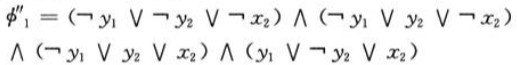 ϕ″₁ = (¬ y₁ ∨ ¬ y₂ ∨ ¬ x₂) ∧ (¬ y₁ ∨ y₂ ∨ ¬ x₂)
∧ (¬ y₁ ∨ y₂ ∨ x₂) ∧ (y₁ ∨ ¬ y₂ ∨ x₂)